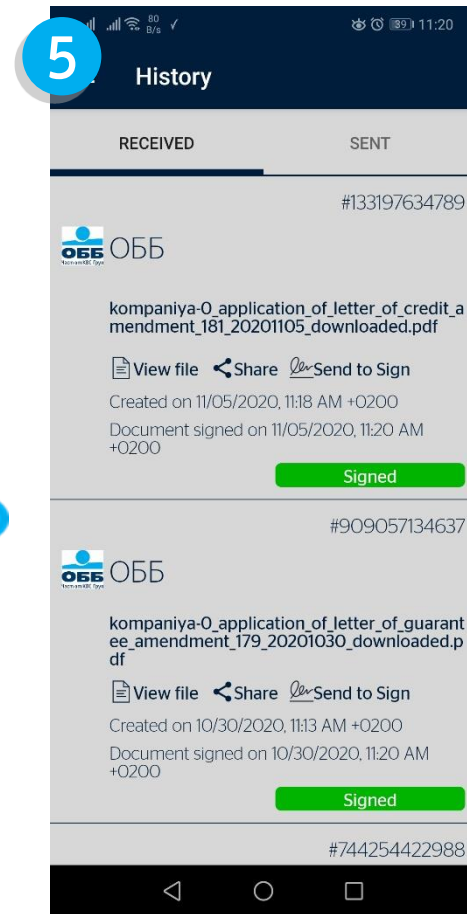 5
80
B/s
89 11:20
History
RECEIVED SENT
#133197634789
ОББ ОББ
kompaniya-0_application_of_letter_of_credit_a
mendment_181_20201105_downloaded.pdf
View file Share Send to Sign
Created on 11/05/2020, 11:18 AM +0200
Document signed on 11/05/2020, 11:20 AM
+0200
Signed
#909057134637
ОББ ОББ
kompaniya-0_application_of_letter_of_guarant
ee_amendment_179_20201030_downloaded.p
df
View file Share Send to Sign
Created on 10/30/2020, 11:13 AM +0200
Document signed on 10/30/2020, 11:20 AM
+0200
Signed
#744254422988